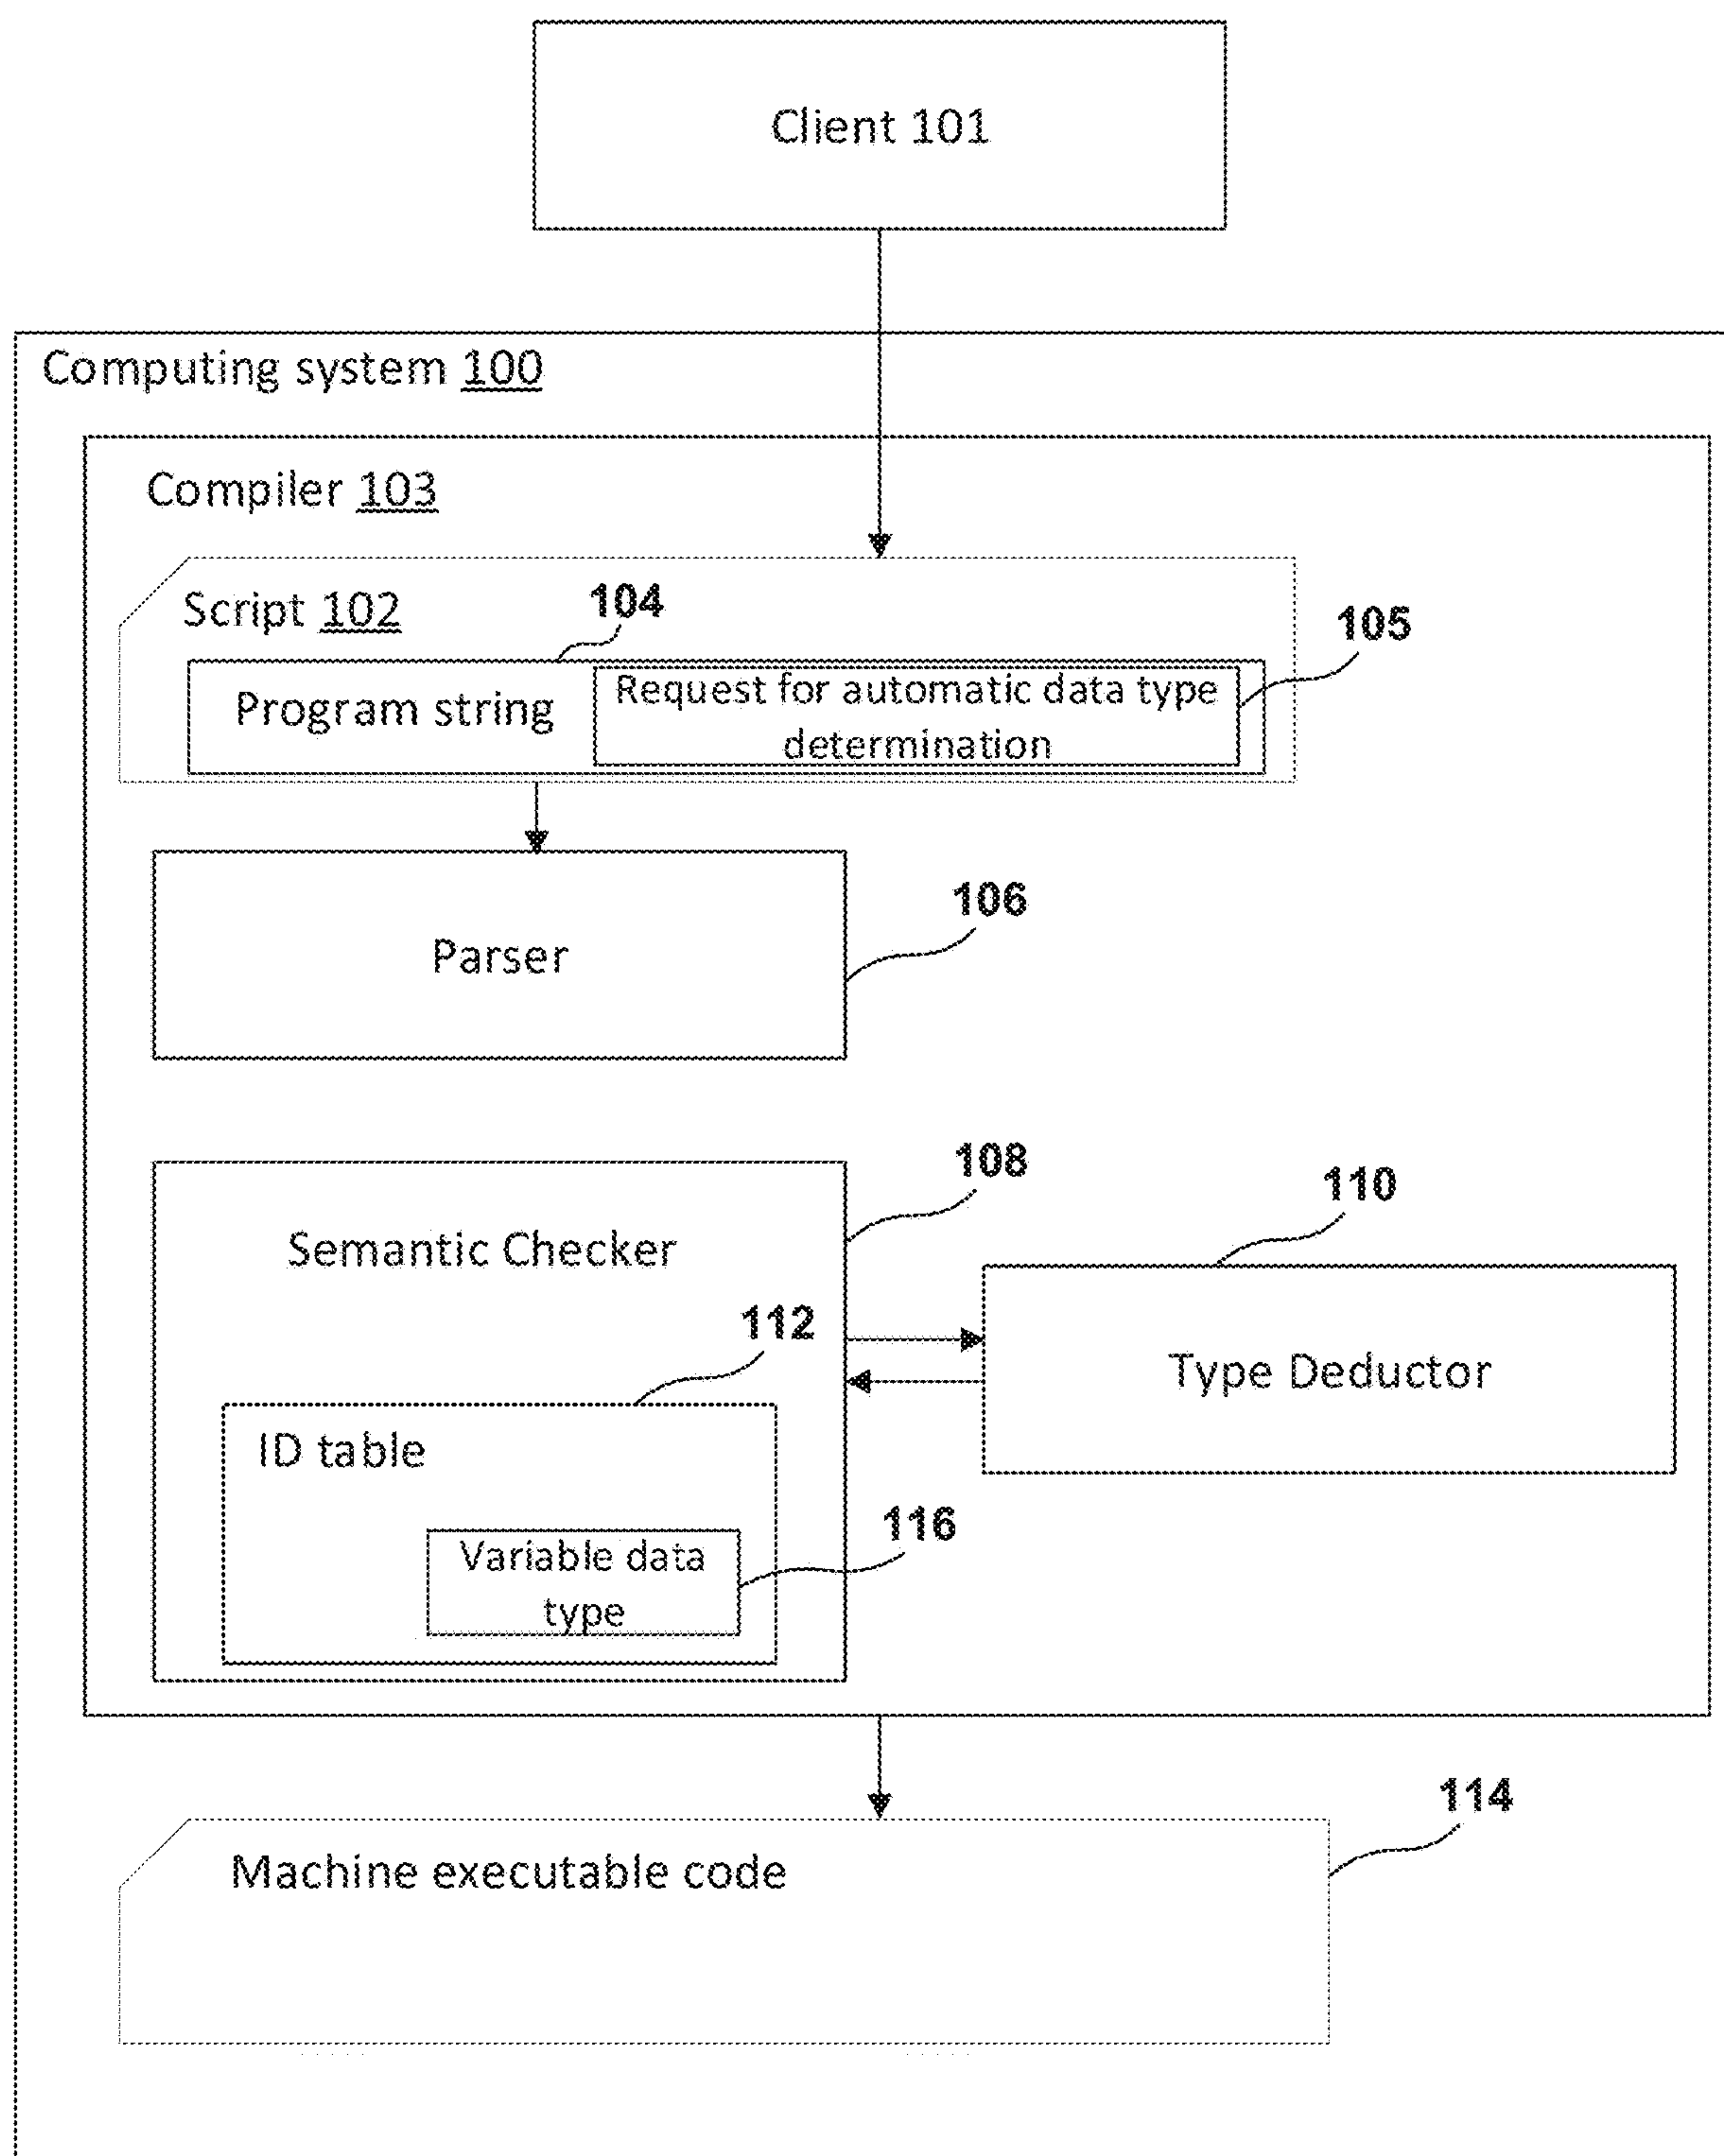 Client 101
Computing system 100
Compiler 103
Script 102
104
105
Program string
Request for automatic data type
determination
Parser
106
Semantic Checker
108
110
112
Type Deductor
ID table
116
Variable data
type
114
Machine executable code